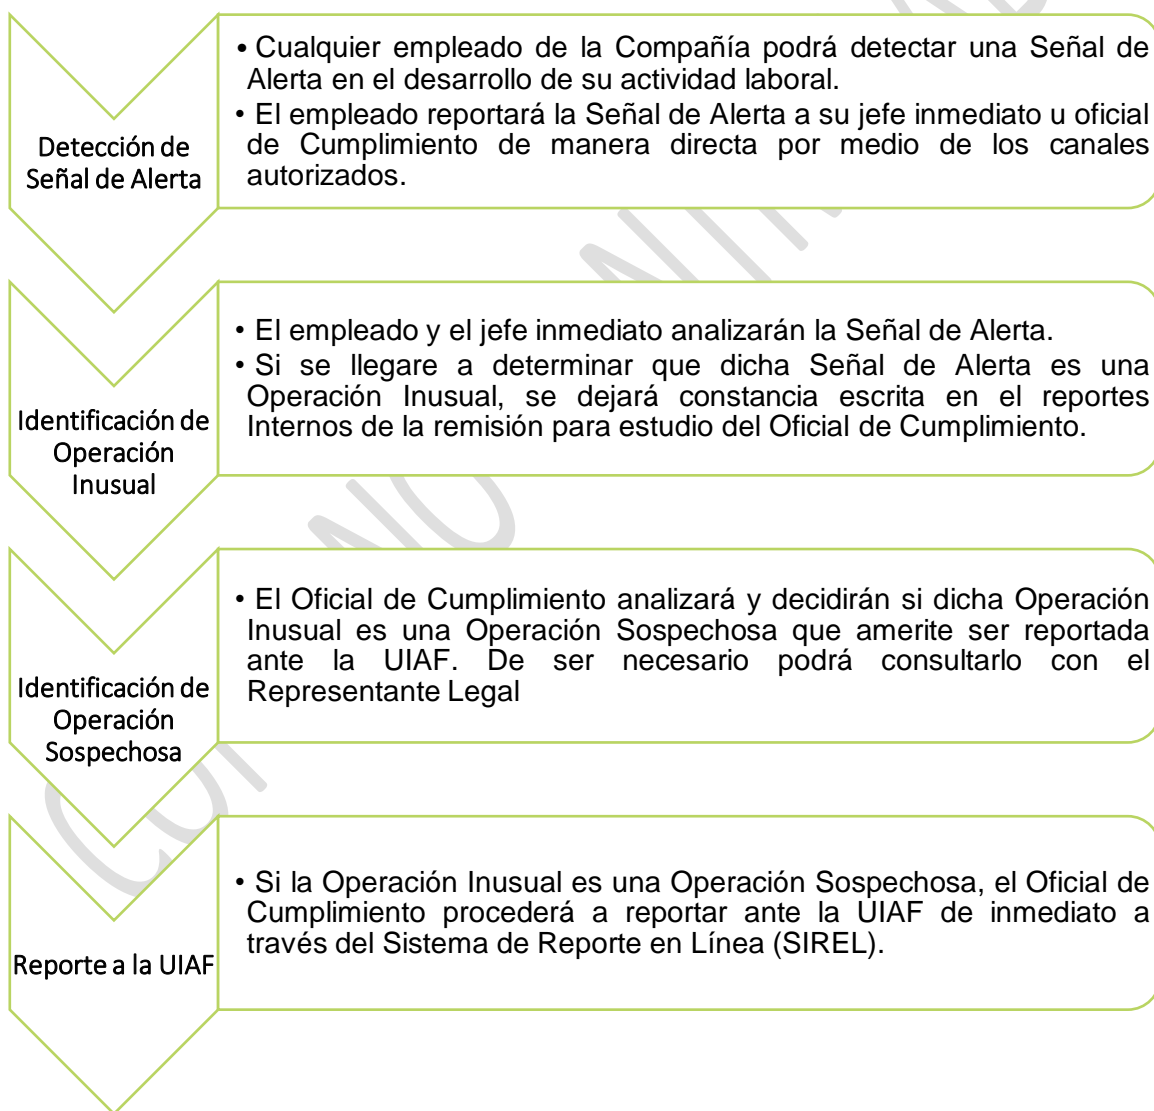 Detección de
Señal de Alerta
• Cualquier empleado de la Compañía podrá detectar una Señal de
Alerta en el desarrollo de su actividad laboral.
• El empleado reportará la Señal de Alerta a su jefe inmediato u oficial
de Cumplimiento de manera directa por medio de los canales
autorizados.
Identificación de
Operación
Inusual
• El empleado y el jefe inmediato analizarán la Señal de Alerta.
• Si se llegare a determinar que dicha Señal de Alerta es una
Operación Inusual, se dejará constancia escrita en el reportes
Internos de la remisión para estudio del Oficial de Cumplimiento.
Identificación de
Operación
Sospechosa
• El Oficial de Cumplimiento analizará y decidirán si dicha Operación
Inusual es una Operación Sospechosa que amerite ser reportada
ante la UIAF. De ser necesario podrá consultarlo con el
Representante Legal
Reporte a la UIAF
• Si la Operación Inusual es una Operación Sospechosa, el Oficial de
Cumplimiento procederá a reportar ante la UIAF de inmediato a
través del Sistema de Reporte en Línea (SIREL).